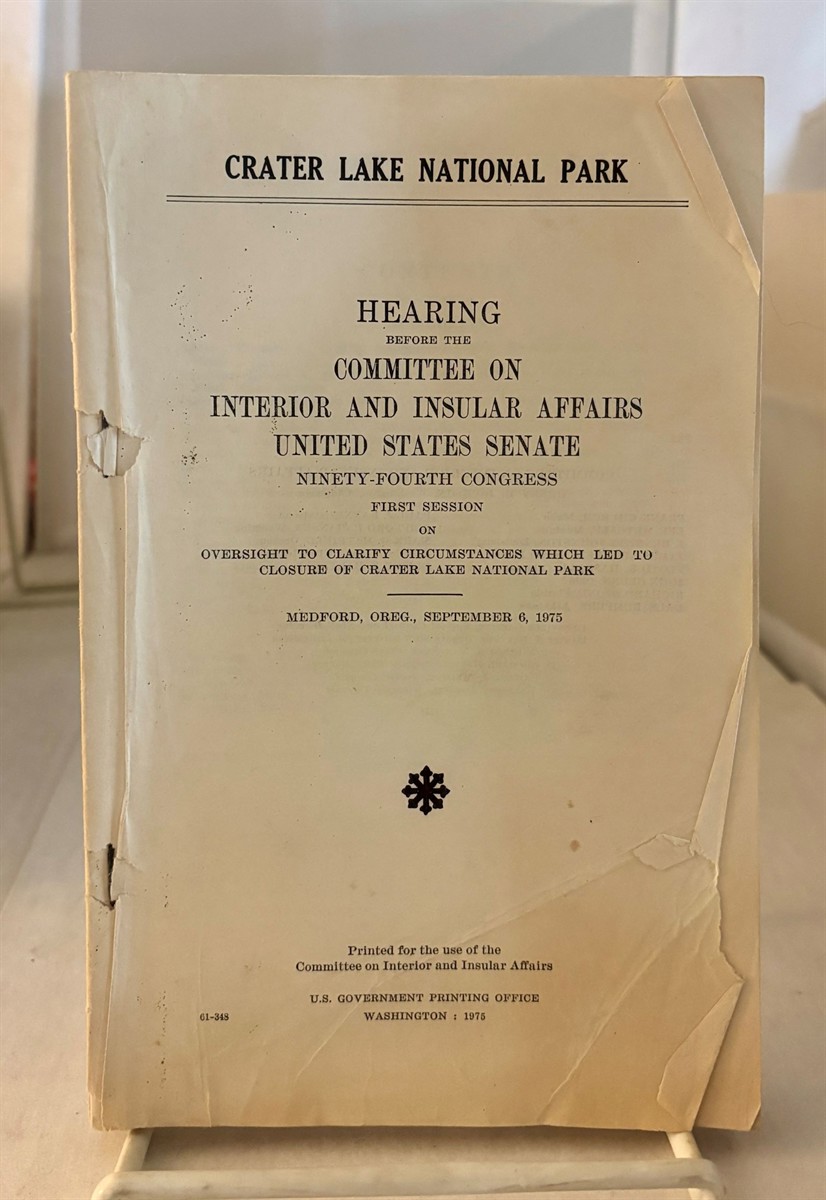 CRATER LAKE NATIONAL PARK
HEARING
BEFORE THE
COMMITTEE ON
INTERIOR AND INSULAR AFFAIRS
UNITED STATES SENATE
NINETY-FOURTH CONGRESS
FIRST SESSION
ON
OVERSIGHT TO CLARIFY CIRCUMSTANCES WHICH LED TO
CLOSURE OF CRATER LAKE NATIONAL PARK
MEDFORD, OREG., SEPTEMBER 6, 1975
Printed for the use of the
Committee on Interior and Insular Affairs
U.S. GOVERNMENT PRINTING OFFICE
61-348 WASHINGTON : 1975